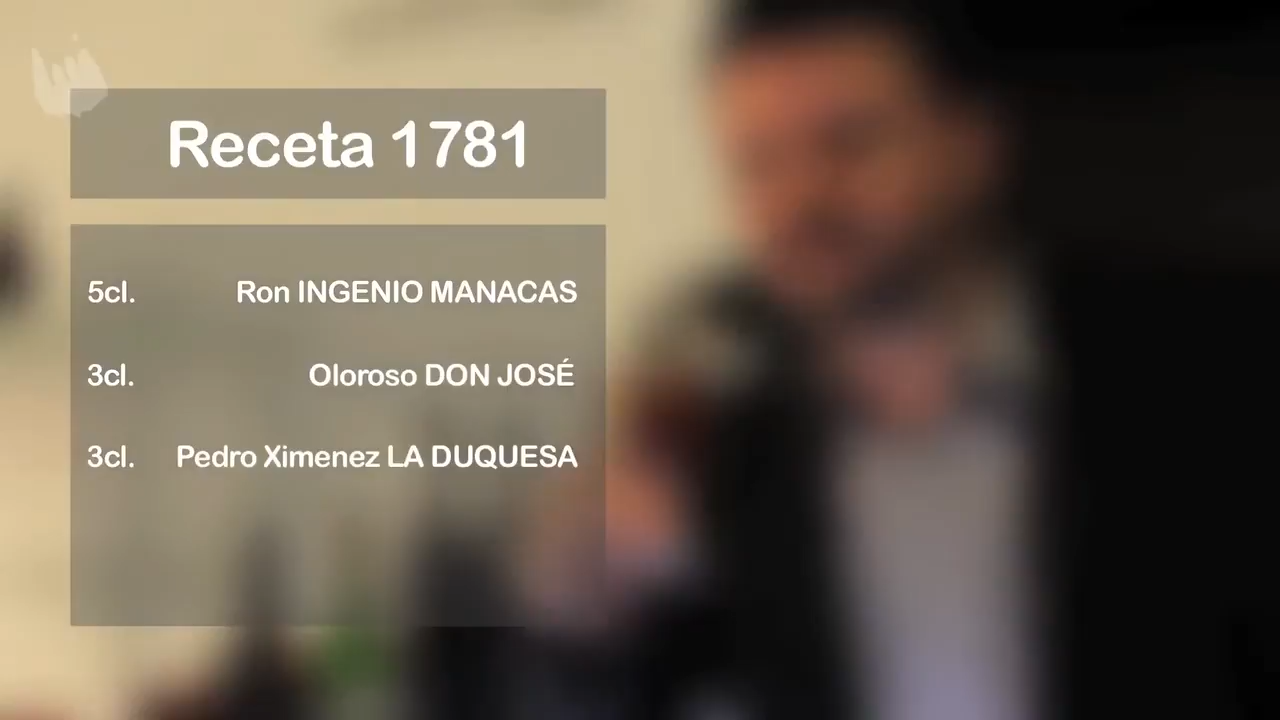 Receta 1781
5cl. Ron INGENIO MANACAS
3cl. Oloroso DON JOSÉ
3cl. Pedro Ximenez LA DUQUESA